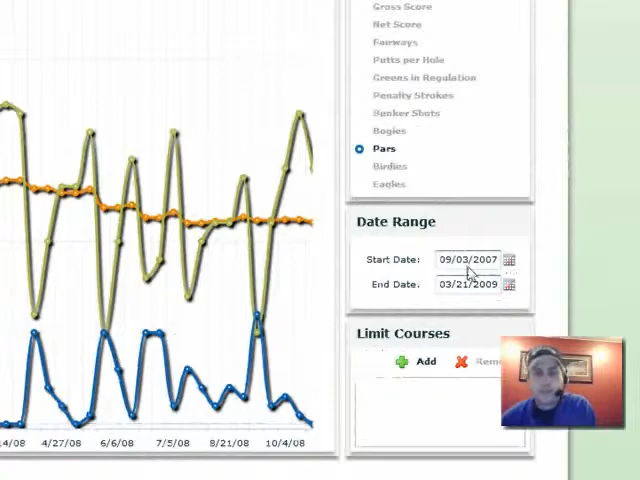 Gross Score
Net Score
Fairways
Putts per Hole
Greens in Regulation
Penalty Strokes
Bunker Shots
Bogies
Pars
Birdies
Eagles
Date Range
Start Date: 09/03/2007
End Date: 03/21/2009
Limit Courses
Add Remo
14/08 4/27/08 6/6/08 7/5/08 8/21/08 10/4/08